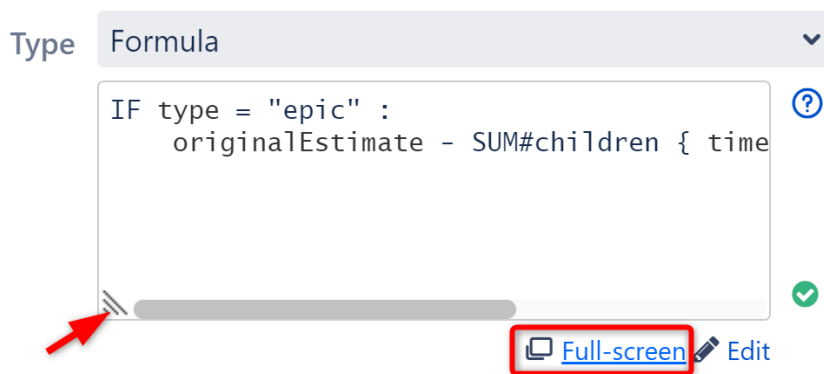 Type Formula
IF type = "epic" :
originalEstimate - SUM#children { time
Full-screen Edit